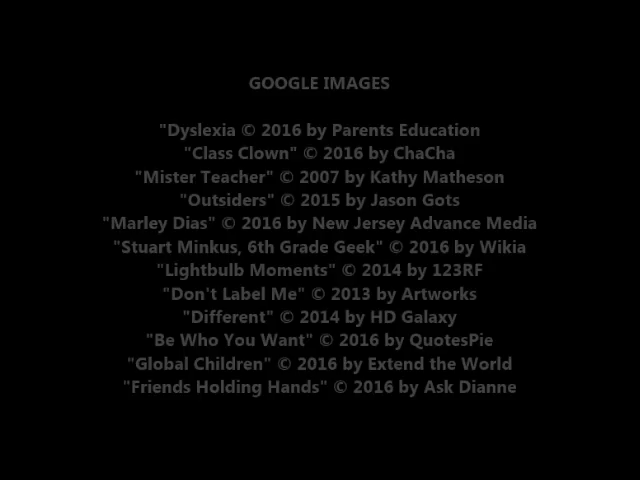 GOOGLE IMAGES
"Dyslexia © 2016 by Parents Education
"Class Clown" © 2016 by ChaCha
"Mister Teacher" © 2007 by Kathy Matheson
"Outsiders" © 2015 by Jason Gots
"Marley Dias" © 2016 by New Jersey Advance Media
"Stuart Minkus, 6th Grade Geek" © 2016 by Wikia
"Lightbulb Moments" © 2014 by 123RF
"Don't Label Me" © 2013 by Artworks
"Different" © 2014 by HD Galaxy
"Be Who You Want" © 2016 by QuotesPie
"Global Children" © 2016 by Extend the World
"Friends Holding Hands" © 2016 by Ask Dianne